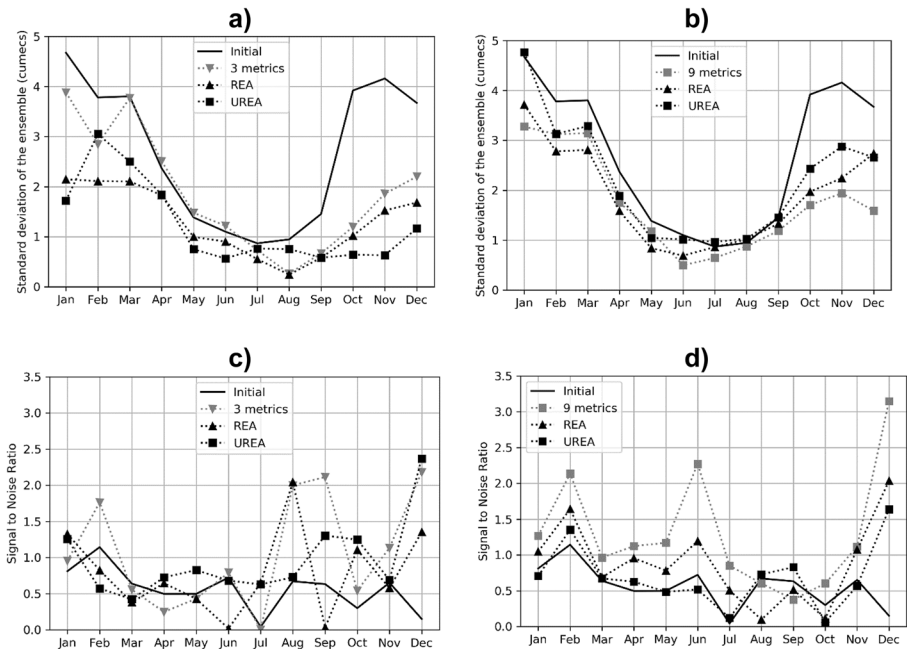 a)
Standard deviation of the ensemble (cumecs)
5
4
3
2
1
0
Initial
3 metrics
REA
UREA
Jan Feb Mar Apr May Jun Jul Aug Sep Oct Nov Dec
b)
Standard deviation of the ensemble (cumecs)
5
4
3
2
1
0
Initial
9 metrics
REA
UREA
Jan Feb Mar Apr May Jun Jul Aug Sep Oct Nov Dec
c)
Signal to Noise Ratio
3.5
3.0
2.5
2.0
1.5
1.0
0.5
0.0
Initial
3 metrics
REA
UREA
Jan Feb Mar Apr May Jun Jul Aug Sep Oct Nov Dec
d)
Signal to Noise Ratio
3.5
3.0
2.5
2.0
1.5
1.0
0.5
0.0
Initial
9 metrics
REA
UREA
Jan Feb Mar Apr May Jun Jul Aug Sep Oct Nov Dec